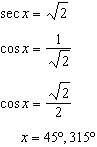 sec x = √2
cos x = 1/√2
cos x = √2/2
x = 45°, 315°